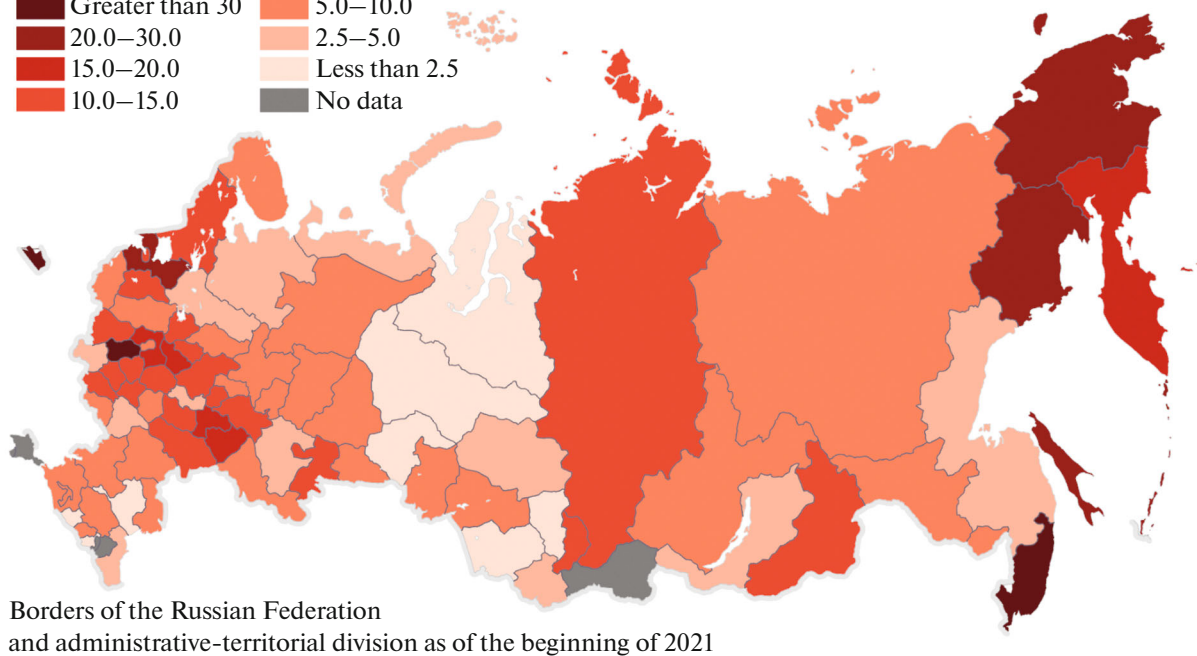 Greater than 30
20.0–30.0
15.0–20.0
10.0–15.0
5.0–10.0
2.5–5.0
Less than 2.5
No data
Borders of the Russian Federation
and administrative-territorial division as of the beginning of 2021